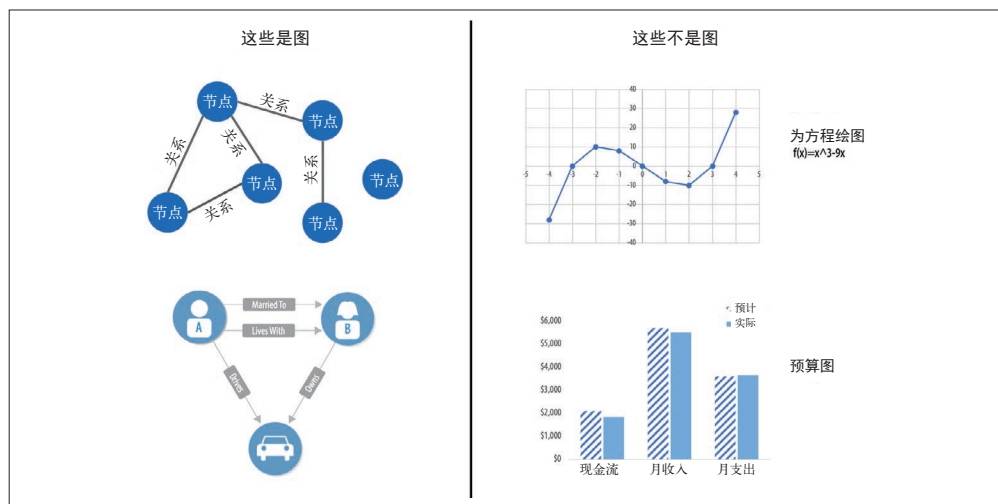 这些是图
节点
关系
节点
关系
关系
关系
节点
节点
关系
节点
节点
Married To
A
Lives With
B
Drives
Owns
这些不是图
40
30
20
10
0
-5 -4 -3 -2 -1 0 1 2 3 4 5
-10
-20
-30
-40
为方程绘图
f(x)=x^3-9x
预计
实际
$6,000
$5,000
$4,000
$3,000
$2,000
$1,000
$0
现金流 月收入 月支出
预算图